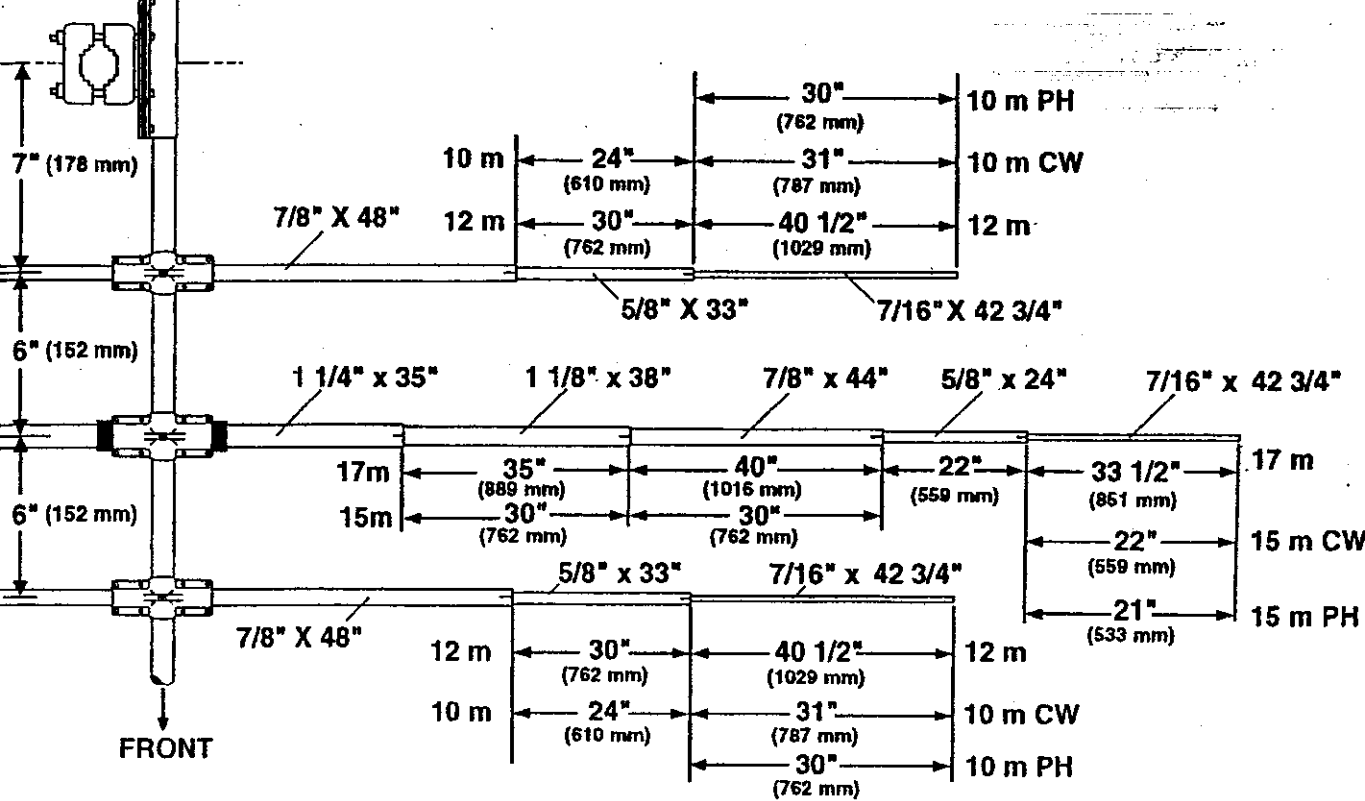 30"
(762 mm)
10 m PH
7" (178 mm)
10 m 24" 31" 10 m CW
(610 mm) (787 mm)
7/8" X 48" 12 m 30" 40 1/2" 12 m
(762 mm) (1029 mm)
5/8" X 33" 7/16" X 42 3/4"
6" (152 mm)
1 1/4" x 35" 1 1/8" x 38" 7/8" x 44" 5/8" x 24" 7/16" x 42 3/4"
17m 35" 40" 22" 33 1/2" 17 m
(889 mm) (1016 mm) (559 mm) (851 mm)
6" (152 mm)
15m 30" 30"
(762 mm) (762 mm)
22" 15 m CW
(559 mm)
5/8" x 33" 7/16" x 42 3/4"
21" 15 m PH
(533 mm)
7/8" X 48"
12 m 30" 40 1/2" 12 m
(762 mm) (1029 mm)
10 m 24" 31" 10 m CW
(610 mm) (787 mm)
FRONT
30" 10 m PH
(762 mm)